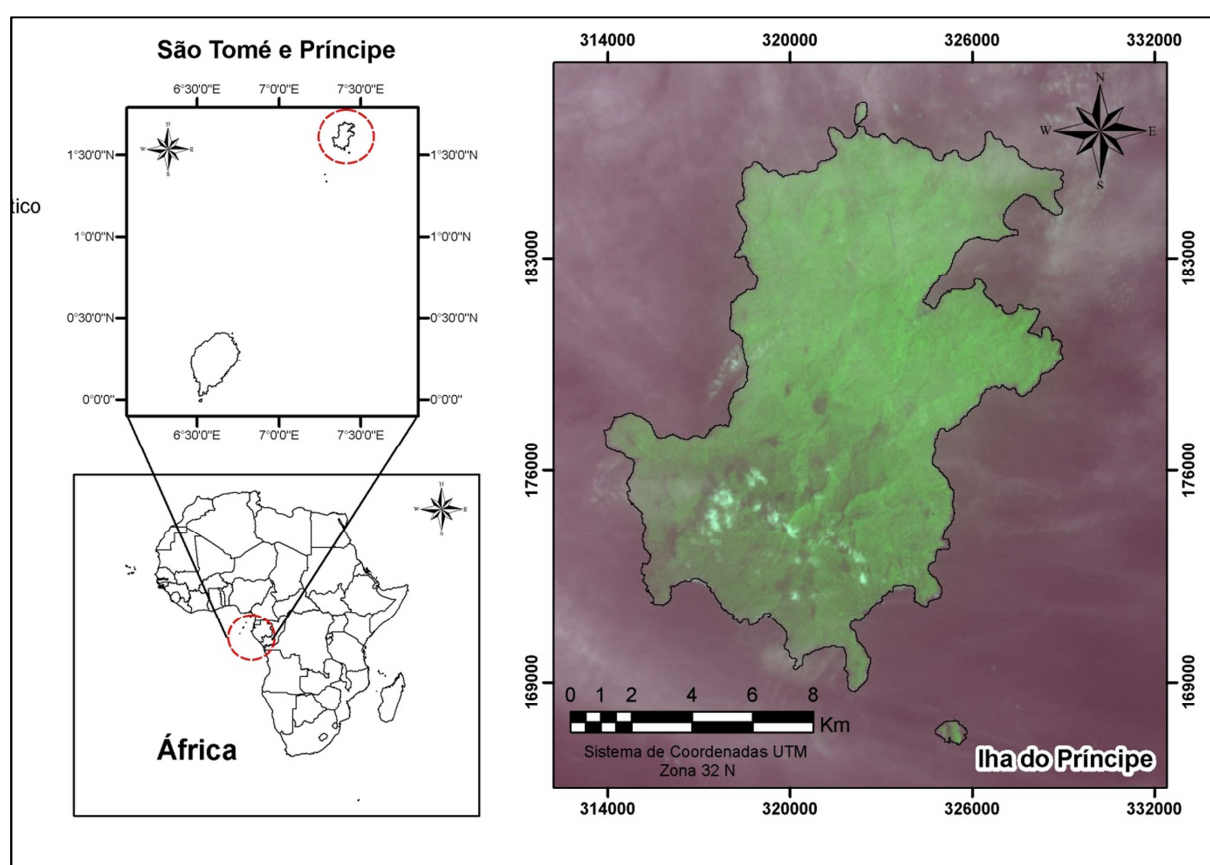 São Tomé e Príncipe
6°30'0"E 7°0'0"E 7°30'0"E
N
W E
S
1°30'0"N 1°30'0"N
tico
1°0'0"N 1°0'0"N
0°30'0"N 0°30'0"N
0°0'0" 0°0'0"
6°30'0"E 7°0'0"E 7°30'0"E
N
W E
S
África
314000 320000 326000 332000
N
W E
S
183000 183000
176000 176000
169000 169000
0 1 2 4 6 8
Km
Sistema de Coordenadas UTM
Zona 32 N
Ilha do Príncipe
314000 320000 326000 332000